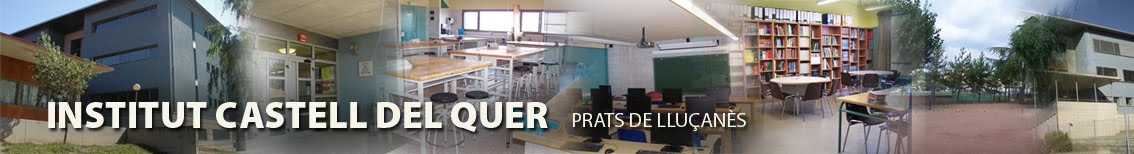 INSTITUT CASTELL DEL QUER PRATS DE LLUÇANÈS